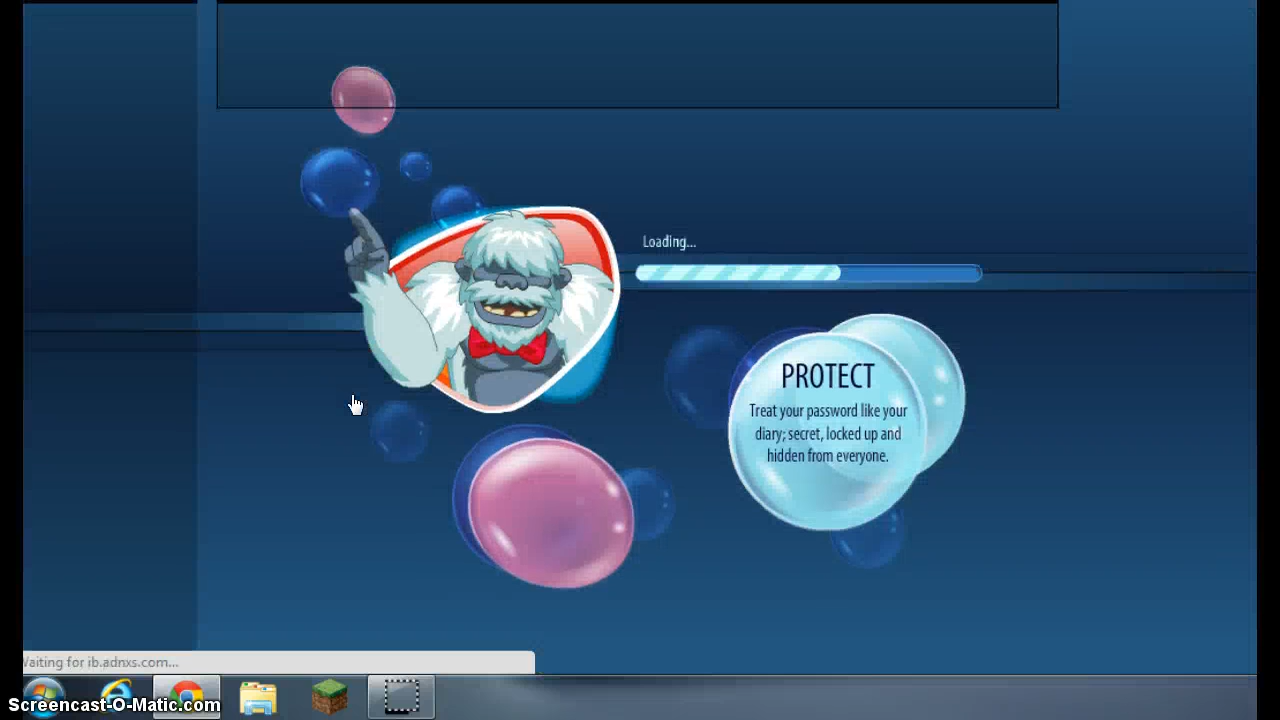 Loading...
PROTECT
Treat your password like your
diary; secret, locked up and
hidden from everyone.
Waiting for ib.adnxs.com...
Screencast-O-Matic.com